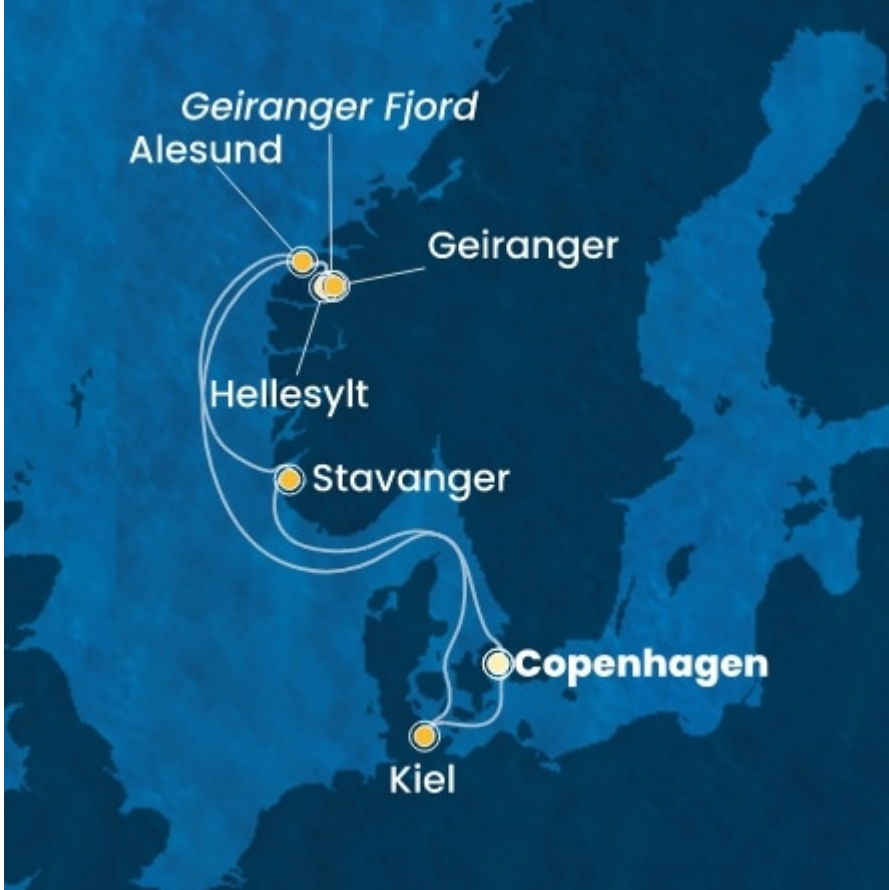 Geiranger Fjord
Alesund
Geiranger
Hellesylt
Stavanger
Copenhagen
Kiel